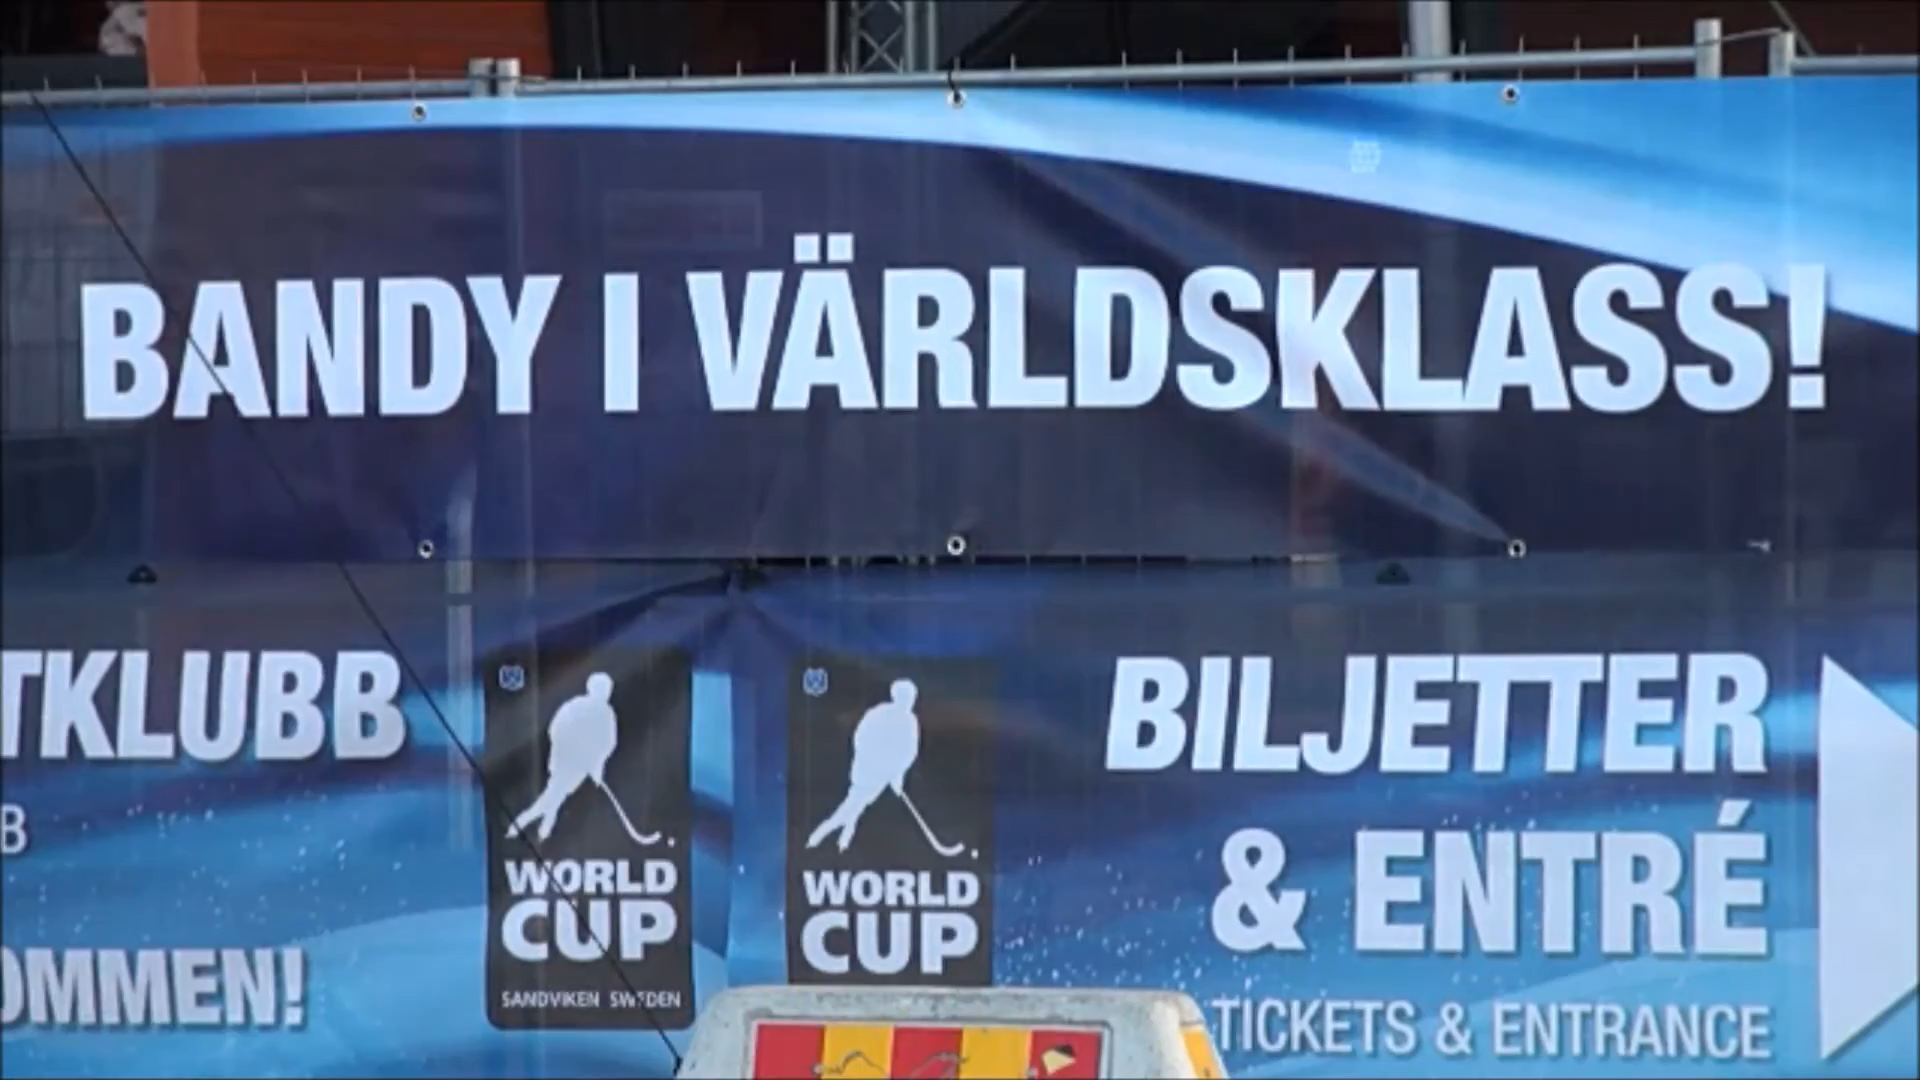 BANDY I VÄRLDSKLASS!
TKLUBB
B
OMMEN!
WORLD
CUP
SANDVIKEN SWEDEN
WORLD
CUP
BILJETTER
& ENTRÉ
TICKETS & ENTRANCE